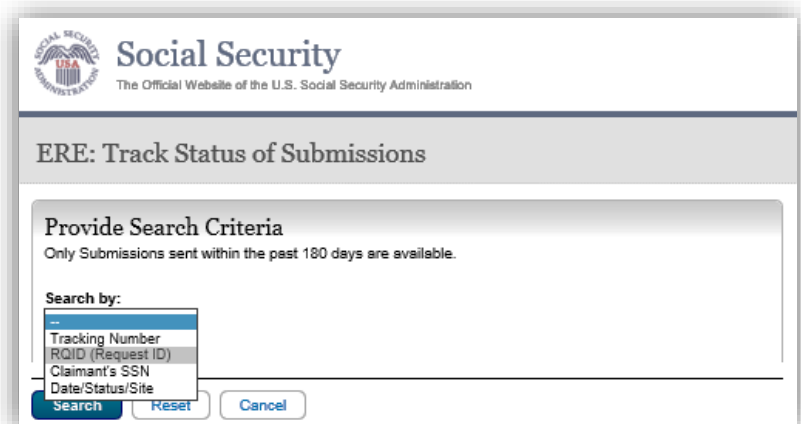 SOCIAL SECURITY
USA
ADMINISTRATION
Social Security
The Official Website of the U.S. Social Security Administration
ERE: Track Status of Submissions
Provide Search Criteria
Only Submissions sent within the past 180 days are available.
Search by:
--
Tracking Number
RQID (Request ID)
Claimant's SSN
Date/Status/Site
Search Reset Cancel